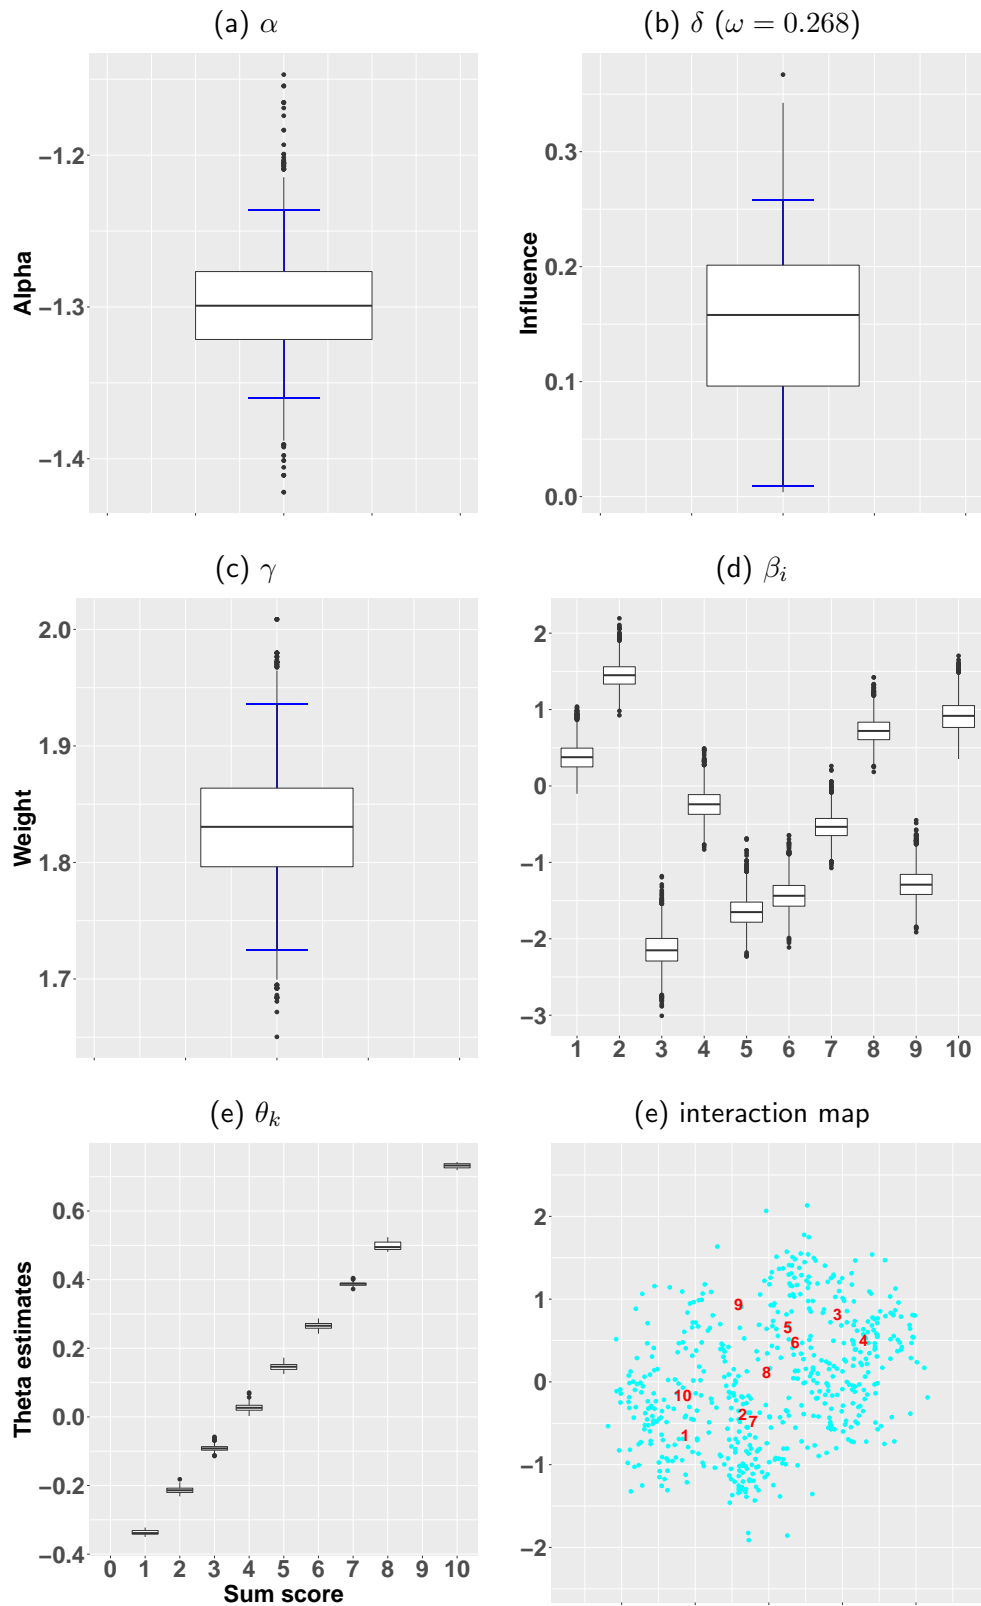 (a) α
(b) δ (ω = 0.268)
Alpha
−1.2
−1.3
−1.4
Influence
0.3
0.2
0.1
0.0
(c) γ
(d) βi
Weight
2.0
1.9
1.8
1.7
2
1
0
−1
−2
−3
1 2 3 4 5 6 7 8 9 10
(e) θk
(e) interaction map
Theta estimates
0.6
0.4
0.2
0.0
−0.2
−0.4
0 1 2 3 4 5 6 7 8 9 10
Sum score
2
1
0
−1
−2
9
3
5
4
6
8
10
2
7
1